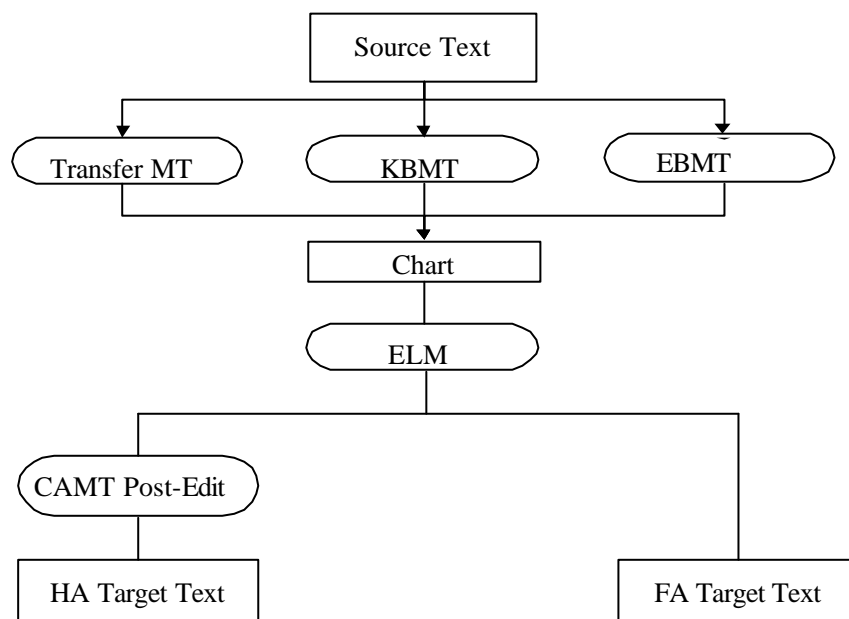 Source Text
Transfer MT
KBMT
EBMT
Chart
ELM
CAMT Post-Edit
HA Target Text
FA Target Text